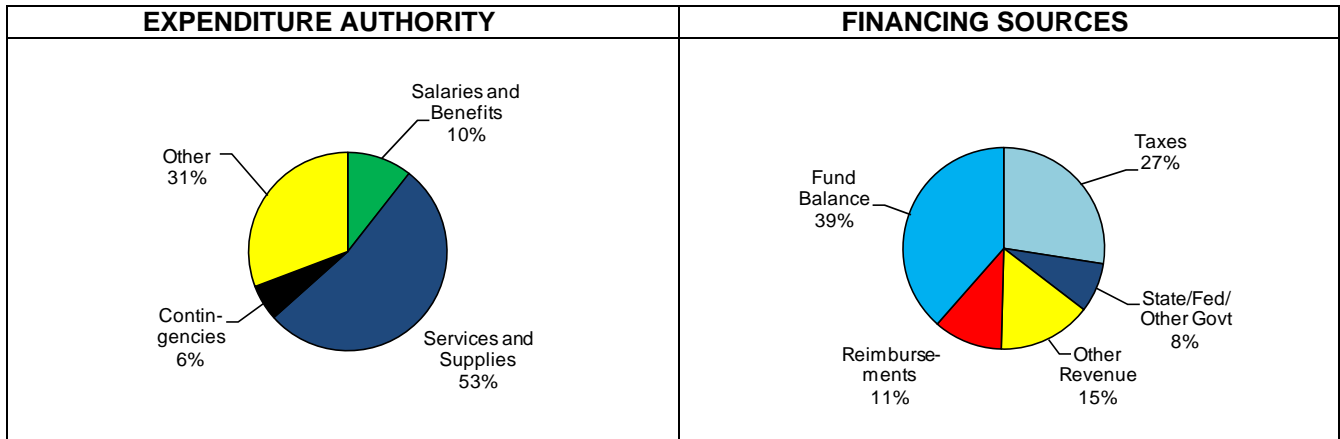 EXPENDITURE AUTHORITY
Salaries and
Benefits
10%
Other
31%
Contin-
gencies
6%
Services and
Supplies
53%
FINANCING SOURCES
Taxes
27%
Fund
Balance
39%
State/Fed/
Other Govt
8%
Reimburse-
ments
11%
Other
Revenue
15%